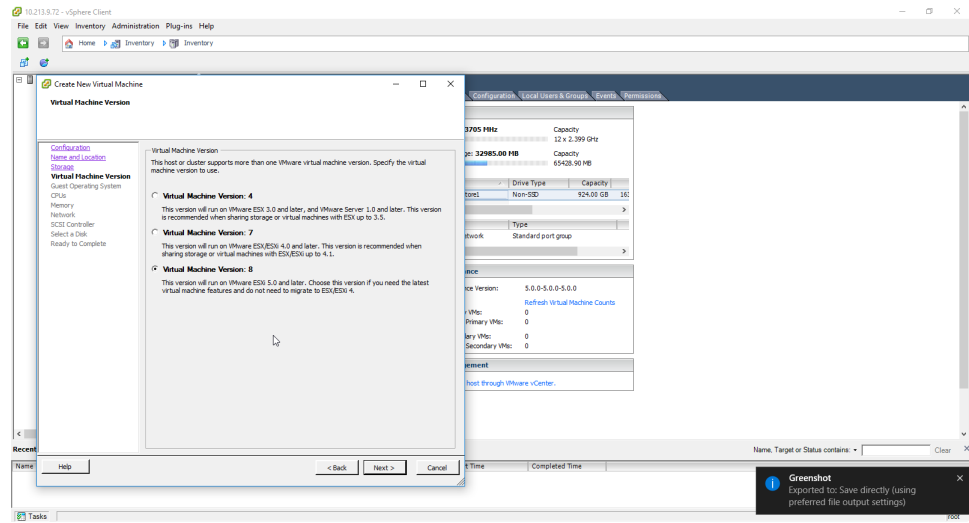 10.213.9.72 - vSphere Client
File Edit View Inventory Administration Plug-ins Help
Home Inventory Inventory
Create New Virtual Machine
Virtual Machine Version
Configuration
Name and Location
Storage
Virtual Machine Version
Guest Operating System
CPUs
Memory
Network
SCSI Controller
Select a Disk
Ready to Complete
Virtual Machine Version
This host or cluster supports more than one VMware virtual machine version. Specify the virtual
machine version to use.
Virtual Machine Version: 4
This version will run on VMware ESX 3.0 and later, and VMware Server 1.0 and later. This version
is recommended when sharing storage or virtual machines with ESX up to 3.5.
Virtual Machine Version: 7
This version will run on VMware ESX/ESXi 4.0 and later. This version is recommended when
sharing storage or virtual machines with ESX/ESXi up to 4.1.
Virtual Machine Version: 8
This version will run on VMware ESXi 5.0 and later. Choose this version if you need the latest
virtual machine features and do not need to migrate to ESX/ESXi 4.
Help < Back Next > Cancel
Configuration Local Users & Groups Events Permissions
3705 MHz Capacity
12 x 2.399 GHz
ge: 32985.00 MB Capacity
65428.90 MB
Drive Type Capacity
tore1 Non-SSD 924.00 GB 163
Type
etwork Standard port group
ance
nce Version: 5.0.0-5.0.0-5.0.0
Refresh Virtual Machine Counts
y VMs: 0
Primary VMs: 0
dary VMs: 0
Secondary VMs: 0
gement
host through VMware vCenter.
Recent
Name, Target or Status contains: Clear
Name t Time Completed Time
Greenshot
Exported to: Save directly (using
preferred file output settings)
Tasks root